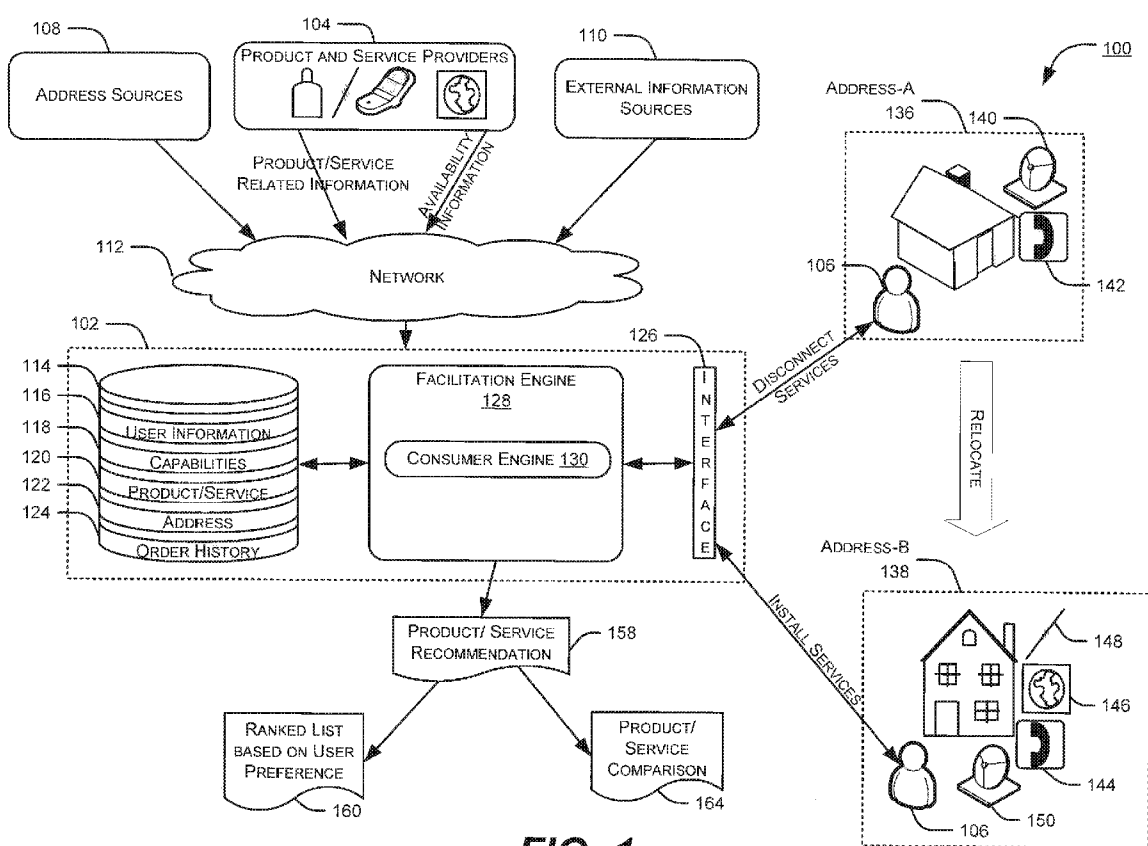 108
104
110
100
PRODUCT AND SERVICE PROVIDERS
ADDRESS SOURCES
EXTERNAL INFORMATION
SOURCES
ADDRESS-A
136
140
PRODUCT/SERVICE
RELATED INFORMATION
AVAILABILITY
INFORMATION
112
NETWORK
106
142
102
126
DISCONNECT
SERVICES
RELOCATE
114
116
118
120
122
124
USER INFORMATION
CAPABILITIES
PRODUCT/SERVICE
ADDRESS
ORDER HISTORY
FACILITATION ENGINE
128
CONSUMER ENGINE 130
INTERFACE
ADDRESS-B
138
INSTALL SERVICES
PRODUCT/ SERVICE
RECOMMENDATION
158
148
146
144
RANKED LIST
BASED ON USER
PREFERENCE
160
PRODUCT/
SERVICE
COMPARISON
164
106
150
FIG. 1